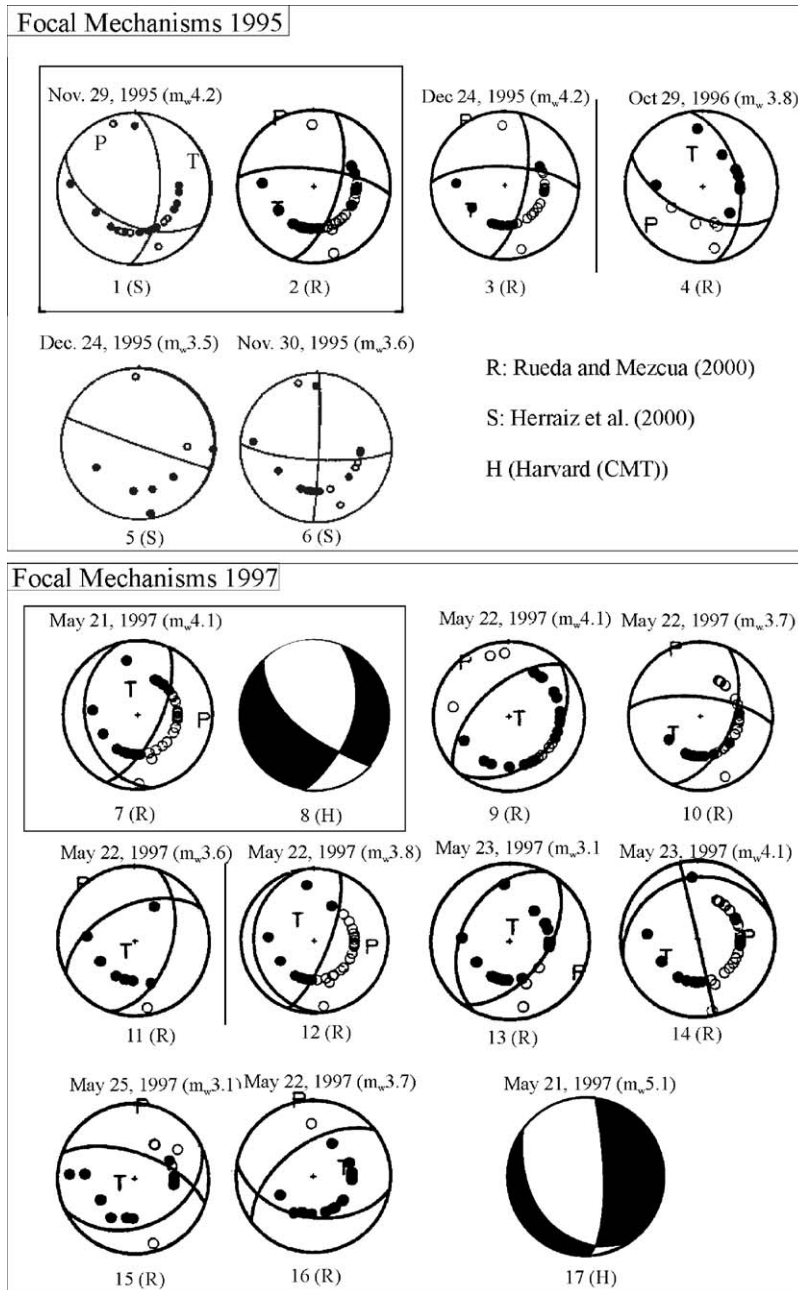 Focal Mechanisms 1995
Nov. 29, 1995 (mw4.2)
Dec 24, 1995 (mw4.2)
Oct 29, 1996 (mw 3.8)
P
T
P
T
P
T
T
P
1 (S)
2 (R)
3 (R)
4 (R)
Dec. 24, 1995 (mw3.5)
Nov. 30, 1995 (mw3.6)
R: Rueda and Mezcua (2000)
S: Herraiz et al. (2000)
H (Harvard (CMT))
5 (S)
6 (S)
Focal Mechanisms 1997
May 21, 1997 (mw4.1)
May 22, 1997 (mw4.1)
May 22, 1997 (mw3.7)
T
P
P
T
P
T
7 (R)
8 (H)
9 (R)
10 (R)
May 22, 1997 (mw3.6)
May 22, 1997 (mw3.8)
May 23, 1997 (mw3.1
May 23, 1997 (mw4.1)
P
T
T
P
T
P
P
T
11 (R)
12 (R)
13 (R)
14 (R)
May 25, 1997 (mw3.1)
May 22, 1997 (mw3.7)
May 21, 1997 (mw5.1)
P
T
P
T
15 (R)
16 (R)
17 (H)